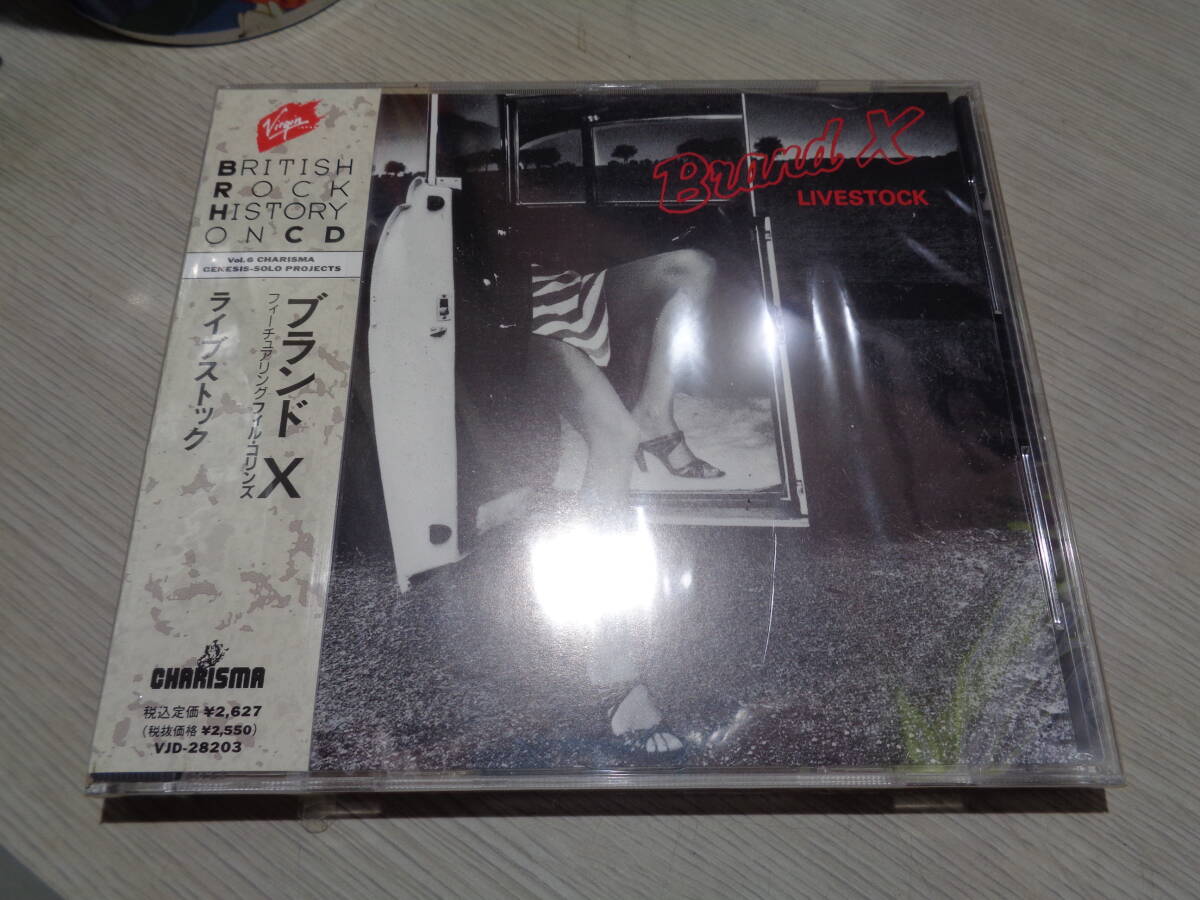 Virgin
BRITISH
ROCK
HISTORY
ON CD
Vol.6 CHARISMA
GENESIS-SOLO PROJECTS
ブランド X
フィーチュアリングフィル・コリンズ
ライブストック
CHARISMA
税込定価 ¥2,627
(税抜価格 ¥2,550)
VJD-28203
Brand X
LIVESTOCK